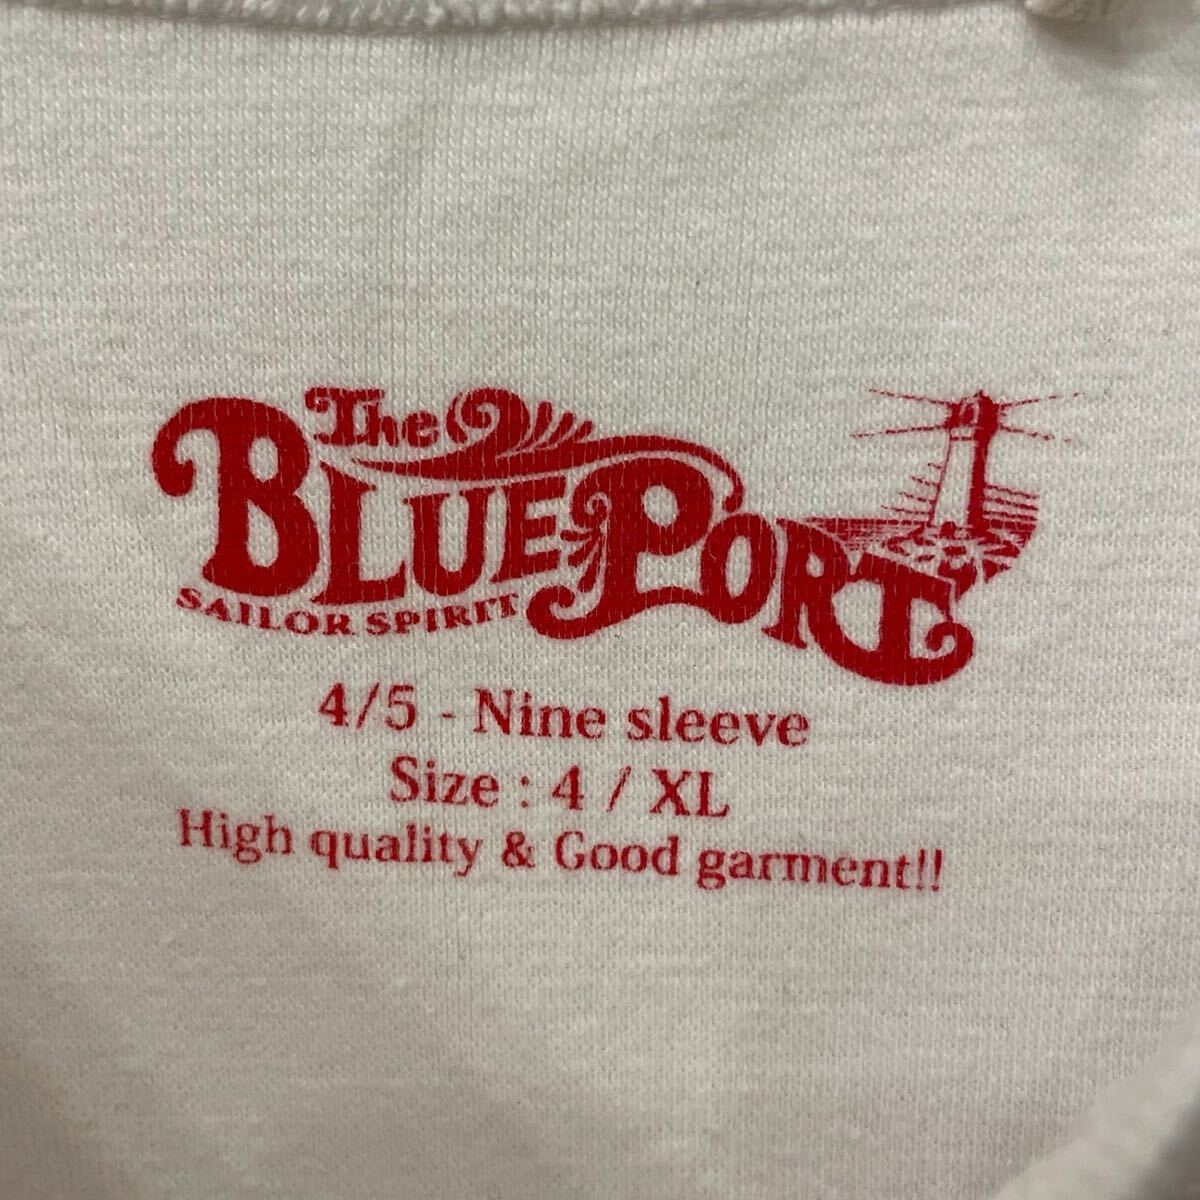 The
BLUE PORT
SAILOR SPIRIT
4/5 - Nine sleeve
Size : 4 / XL
High quality & Good garment!!